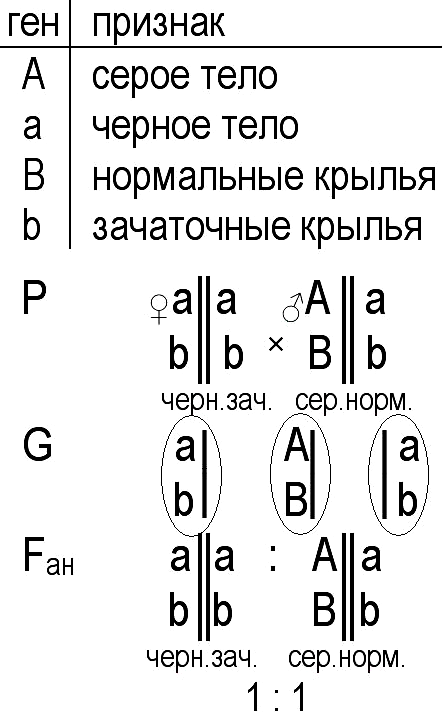 ген признак
A серое тело
a черное тело
B нормальные крылья
b зачаточные крылья
P ♀ a || a ♂ A || a
b || b × B || b
черн.зач. сер.норм.
G a | A | | a
b | B | | b
Fан a || a : A || a
b || b B || b
черн.зач. сер.норм.
1 : 1